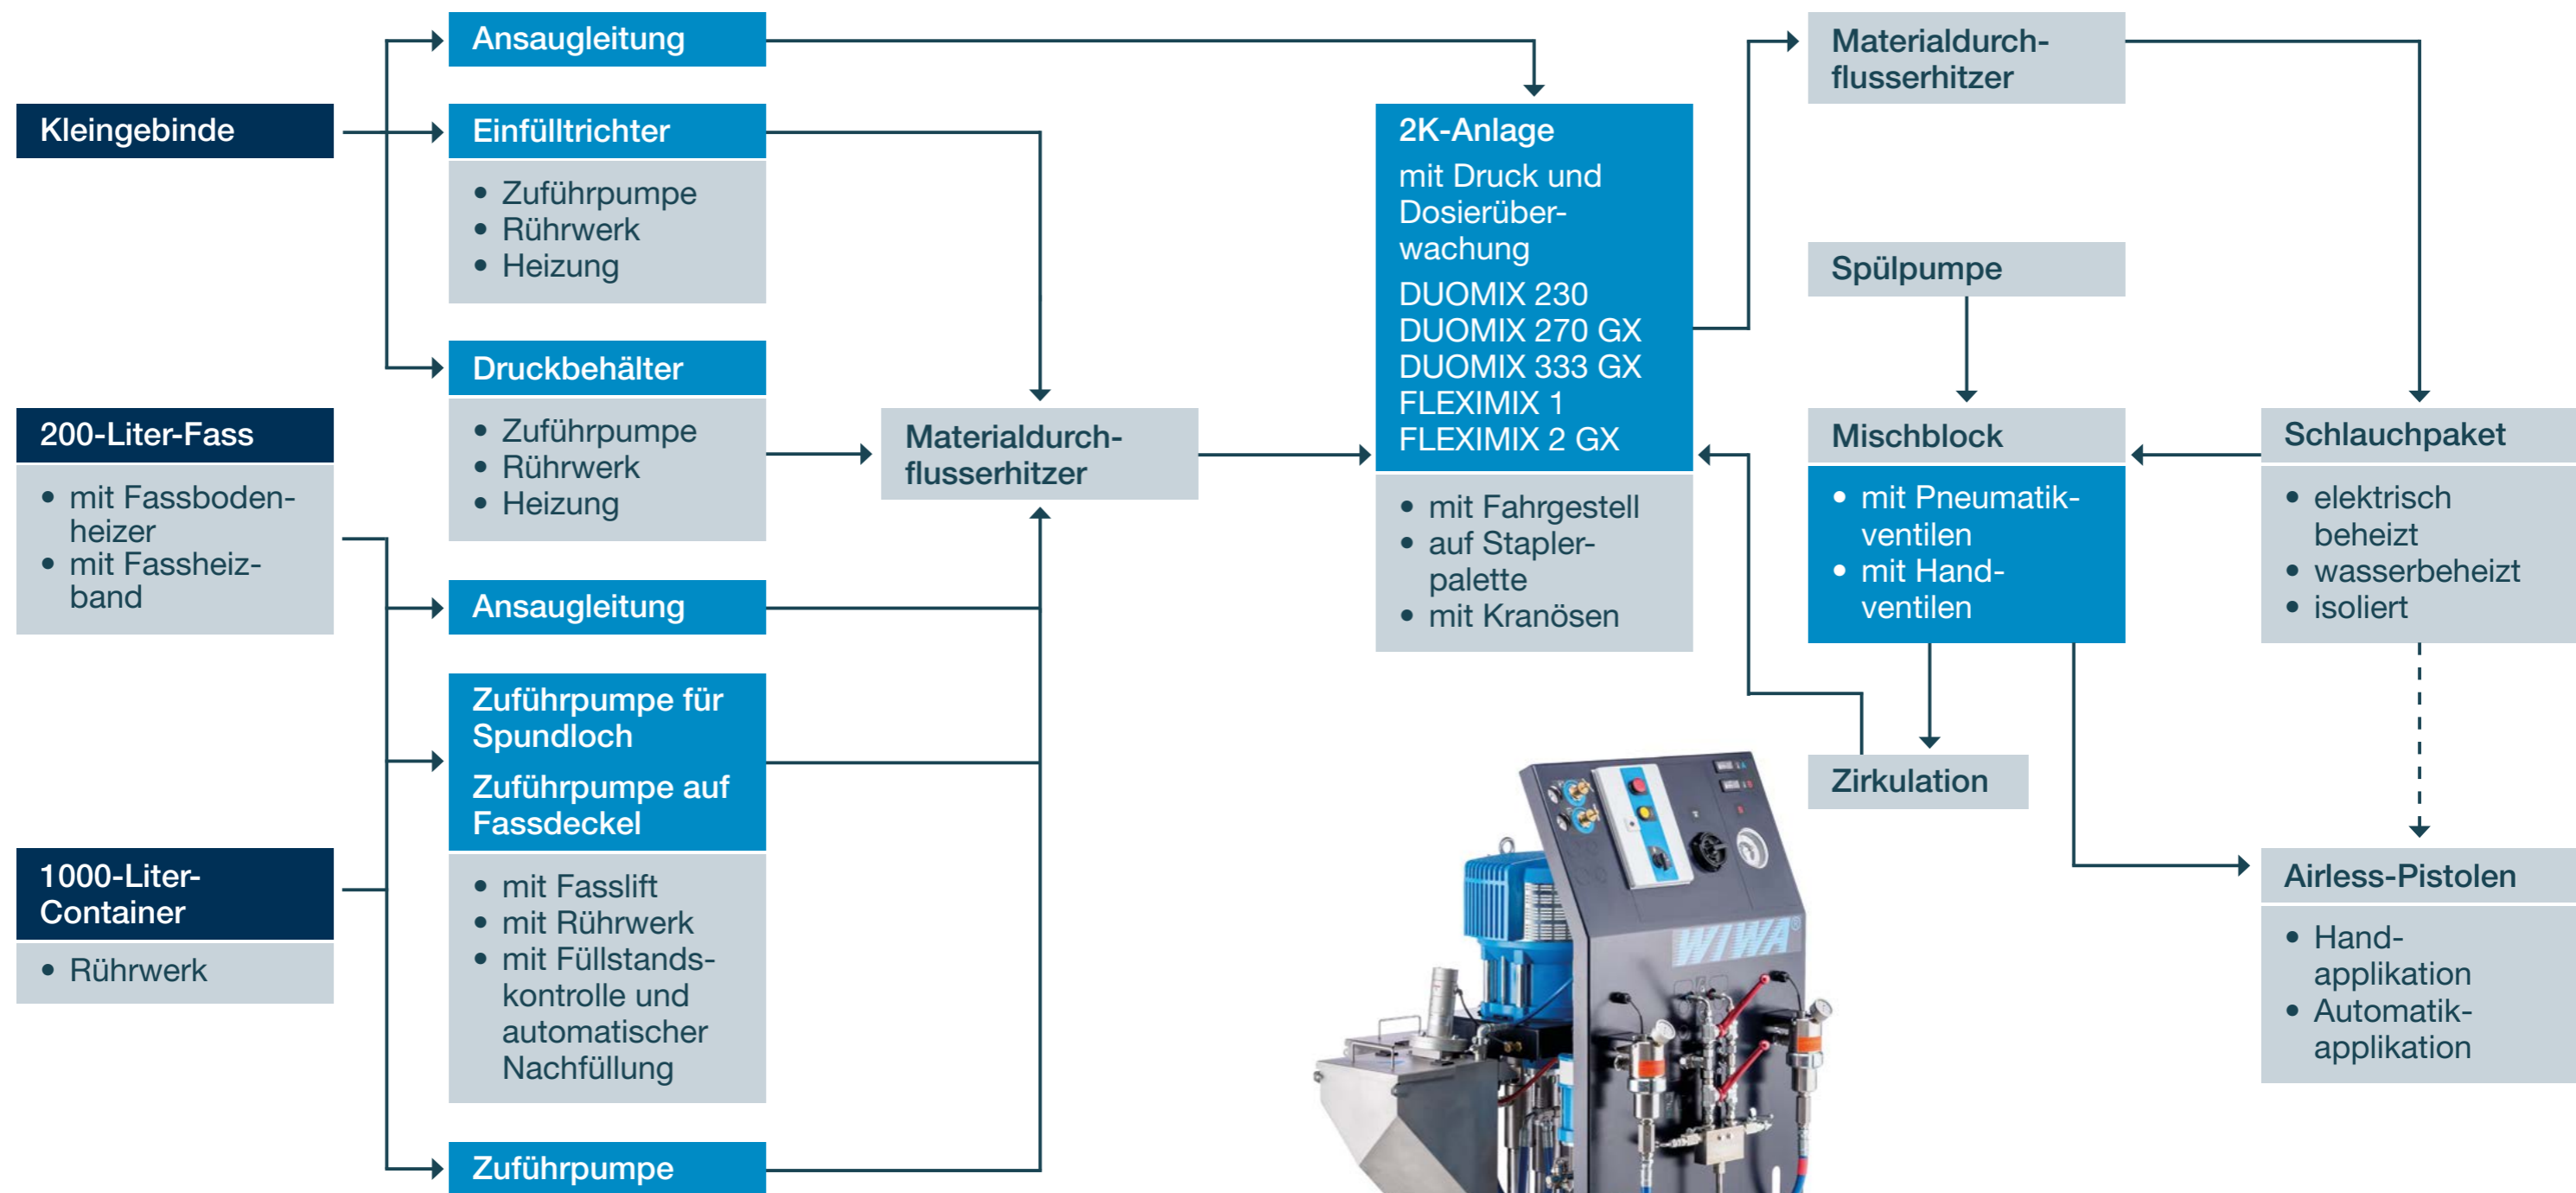 Kleingebinde
200-Liter-Fass
• mit Fassboden-
heizer
• mit Fassheiz-
band
1000-Liter-
Container
• Rührwerk
Ansaugleitung
Einfülltrichter
• Zuführpumpe
• Rührwerk
• Heizung
Druckbehälter
• Zuführpumpe
• Rührwerk
• Heizung
Ansaugleitung
Zuführpumpe für
Spundloch
Zuführpumpe auf
Fassdeckel
• mit Fasslift
• mit Rührwerk
• mit Füllstands-
kontrolle und
automatischer
Nachfüllung
Zuführpumpe
Materialdurch-
flusserhitzer
2K-Anlage
mit Druck und
Dosierüber-
wachung
DUOMIX 230
DUOMIX 270 GX
DUOMIX 333 GX
FLEXIMIX 1
FLEXIMIX 2 GX
• mit Fahrgestell
• auf Stapler-
palette
• mit Kranösen
WIWA®
Materialdurch-
flusserhitzer
Spülpumpe
Mischblock
• mit Pneumatik-
ventilen
• mit Hand-
ventilen
Zirkulation
Schlauchpaket
• elektrisch
beheizt
• wasserbeheizt
• isoliert
Airless-Pistolen
• Hand-
applikation
• Automatik-
applikation